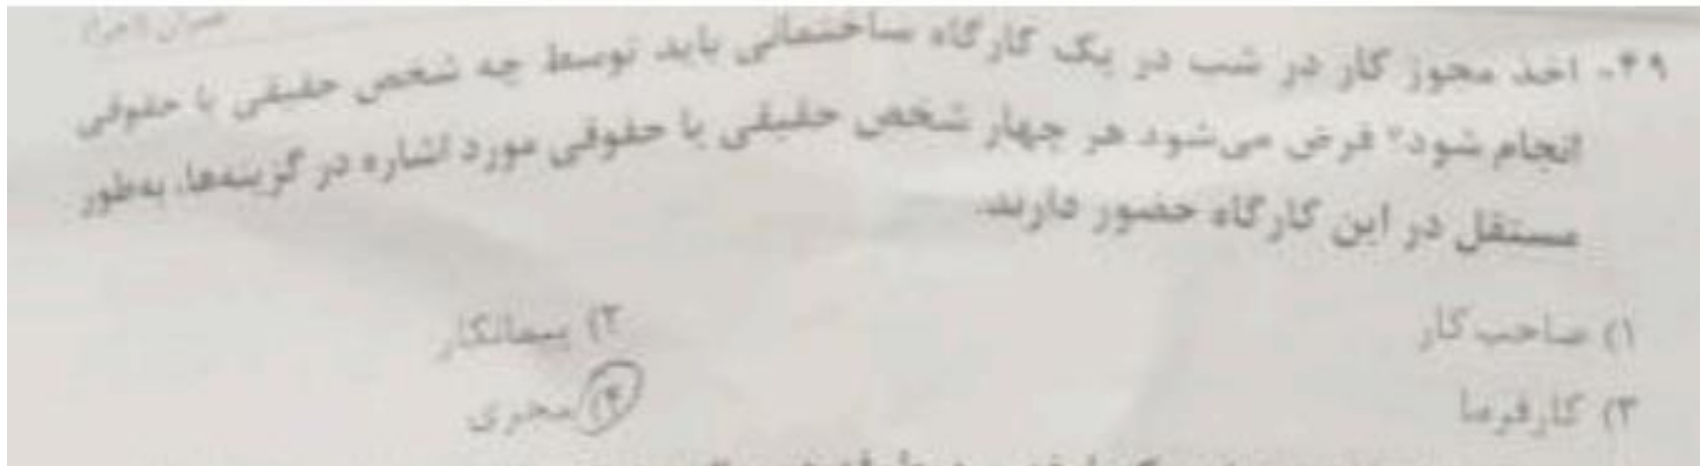 عمران (اجرا)
۴۹- اخذ مجوز کار در شب در یک کارگاه ساختمانی باید توسط چه شخص حقیقی یا حقوقی
انجام شود؟ فرض می‌شود هر چهار شخص حقیقی یا حقوقی مورد اشاره در گزینه‌ها، به‌طور
مستقل در این کارگاه حضور دارند.
۱) صاحب کار
۲) پیمانکار
۳) کارفرما
۴) مجری